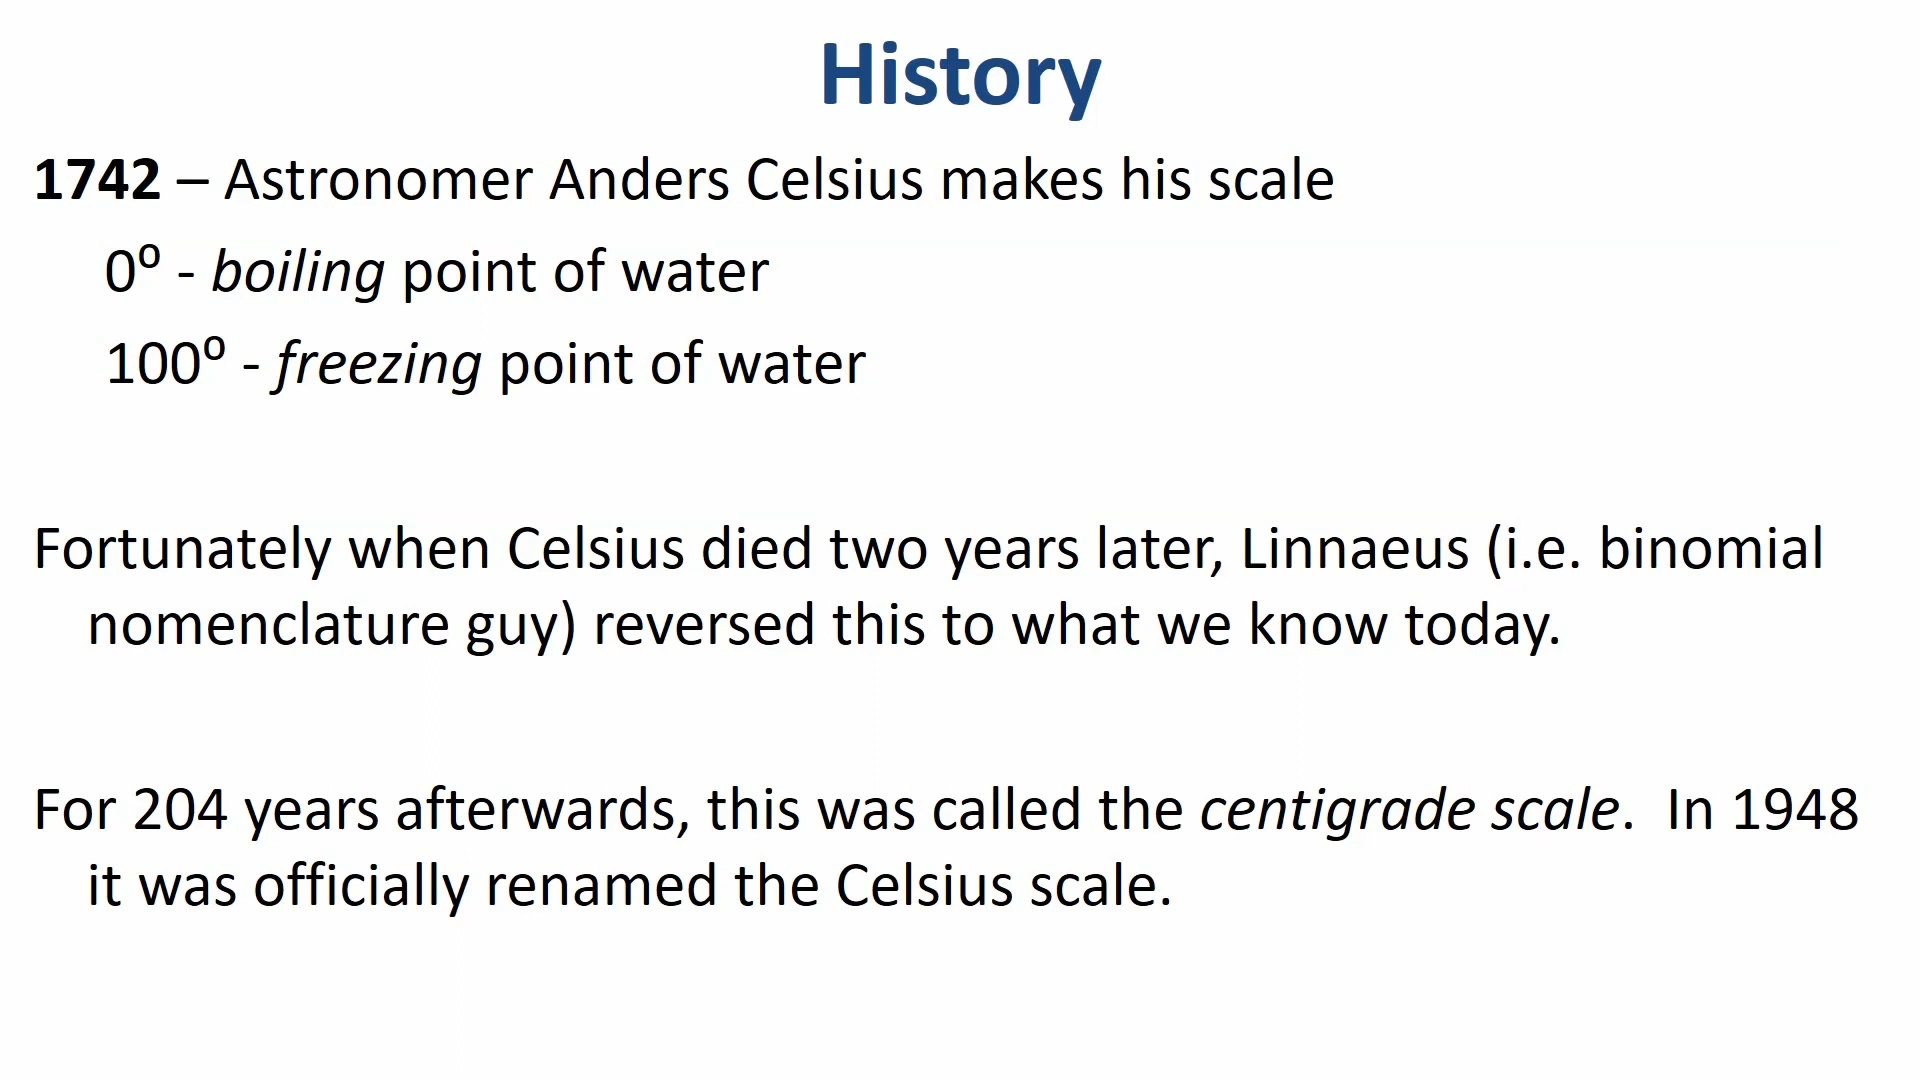 History
1742 – Astronomer Anders Celsius makes his scale
0⁰ - boiling point of water
100⁰ - freezing point of water
Fortunately when Celsius died two years later, Linnaeus (i.e. binomial
nomenclature guy) reversed this to what we know today.
For 204 years afterwards, this was called the centigrade scale.  In 1948
it was officially renamed the Celsius scale.